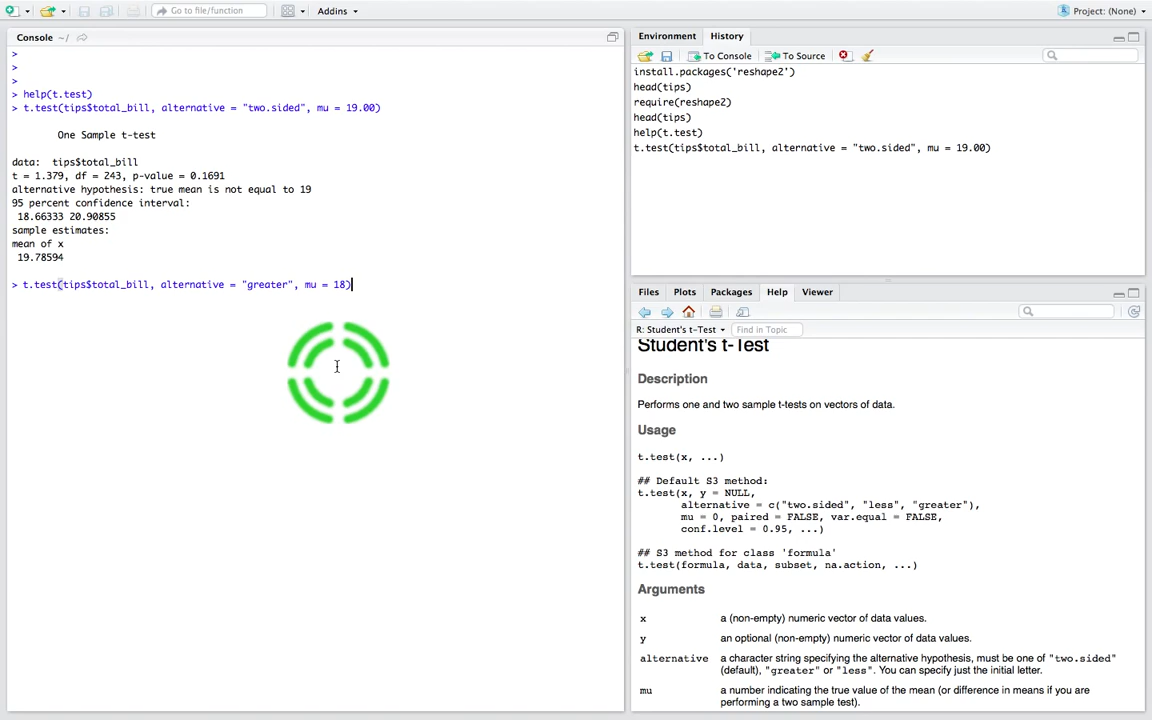 Go to file/function
Addins
Project: (None)
Console ~/
>
>
>
> help(t.test)
> t.test(tips$total_bill, alternative = "two.sided", mu = 19.00)
One Sample t-test
data:  tips$total_bill
t = 1.379, df = 243, p-value = 0.1691
alternative hypothesis: true mean is not equal to 19
95 percent confidence interval:
18.66333 20.90855
sample estimates:
mean of x
19.78594
> t.test(tips$total_bill, alternative = "greater", mu = 18)
Environment History
To Console To Source
install.packages('reshape2')
head(tips)
require(reshape2)
head(tips)
help(t.test)
t.test(tips$total_bill, alternative = "two.sided", mu = 19.00)
Files Plots Packages Help Viewer
R: Student's t-Test Find in Topic
Student's t-Test
Description
Performs one and two sample t-tests on vectors of data.
Usage
t.test(x, ...)
## Default S3 method:
t.test(x, y = NULL,
alternative = c("two.sided", "less", "greater"),
mu = 0, paired = FALSE, var.equal = FALSE,
conf.level = 0.95, ...)
## S3 method for class 'formula'
t.test(formula, data, subset, na.action, ...)
Arguments
x a (non-empty) numeric vector of data values.
y an optional (non-empty) numeric vector of data values.
alternative a character string specifying the alternative hypothesis, must be one of "two.sided"
(default), "greater" or "less". You can specify just the initial letter.
mu a number indicating the true value of the mean (or difference in means if you are
performing a two sample test).